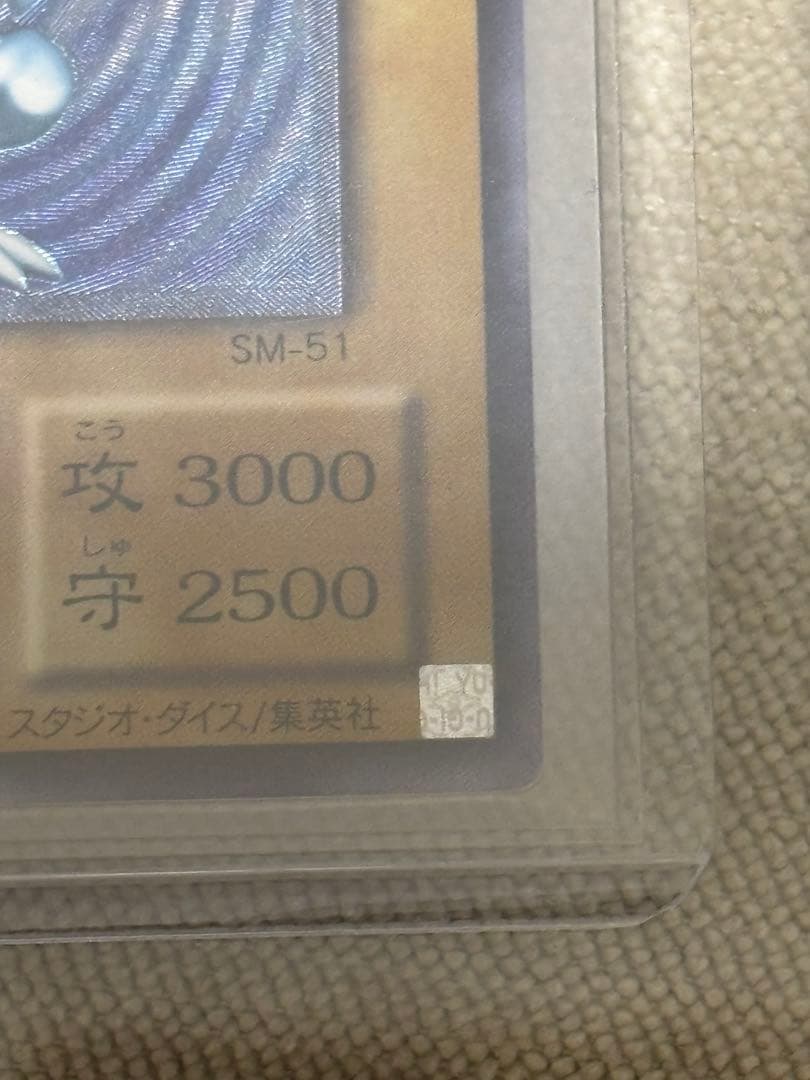 SM-51
こう
攻 3000
しゅ
守 2500
スタジオ・ダイス/集英社